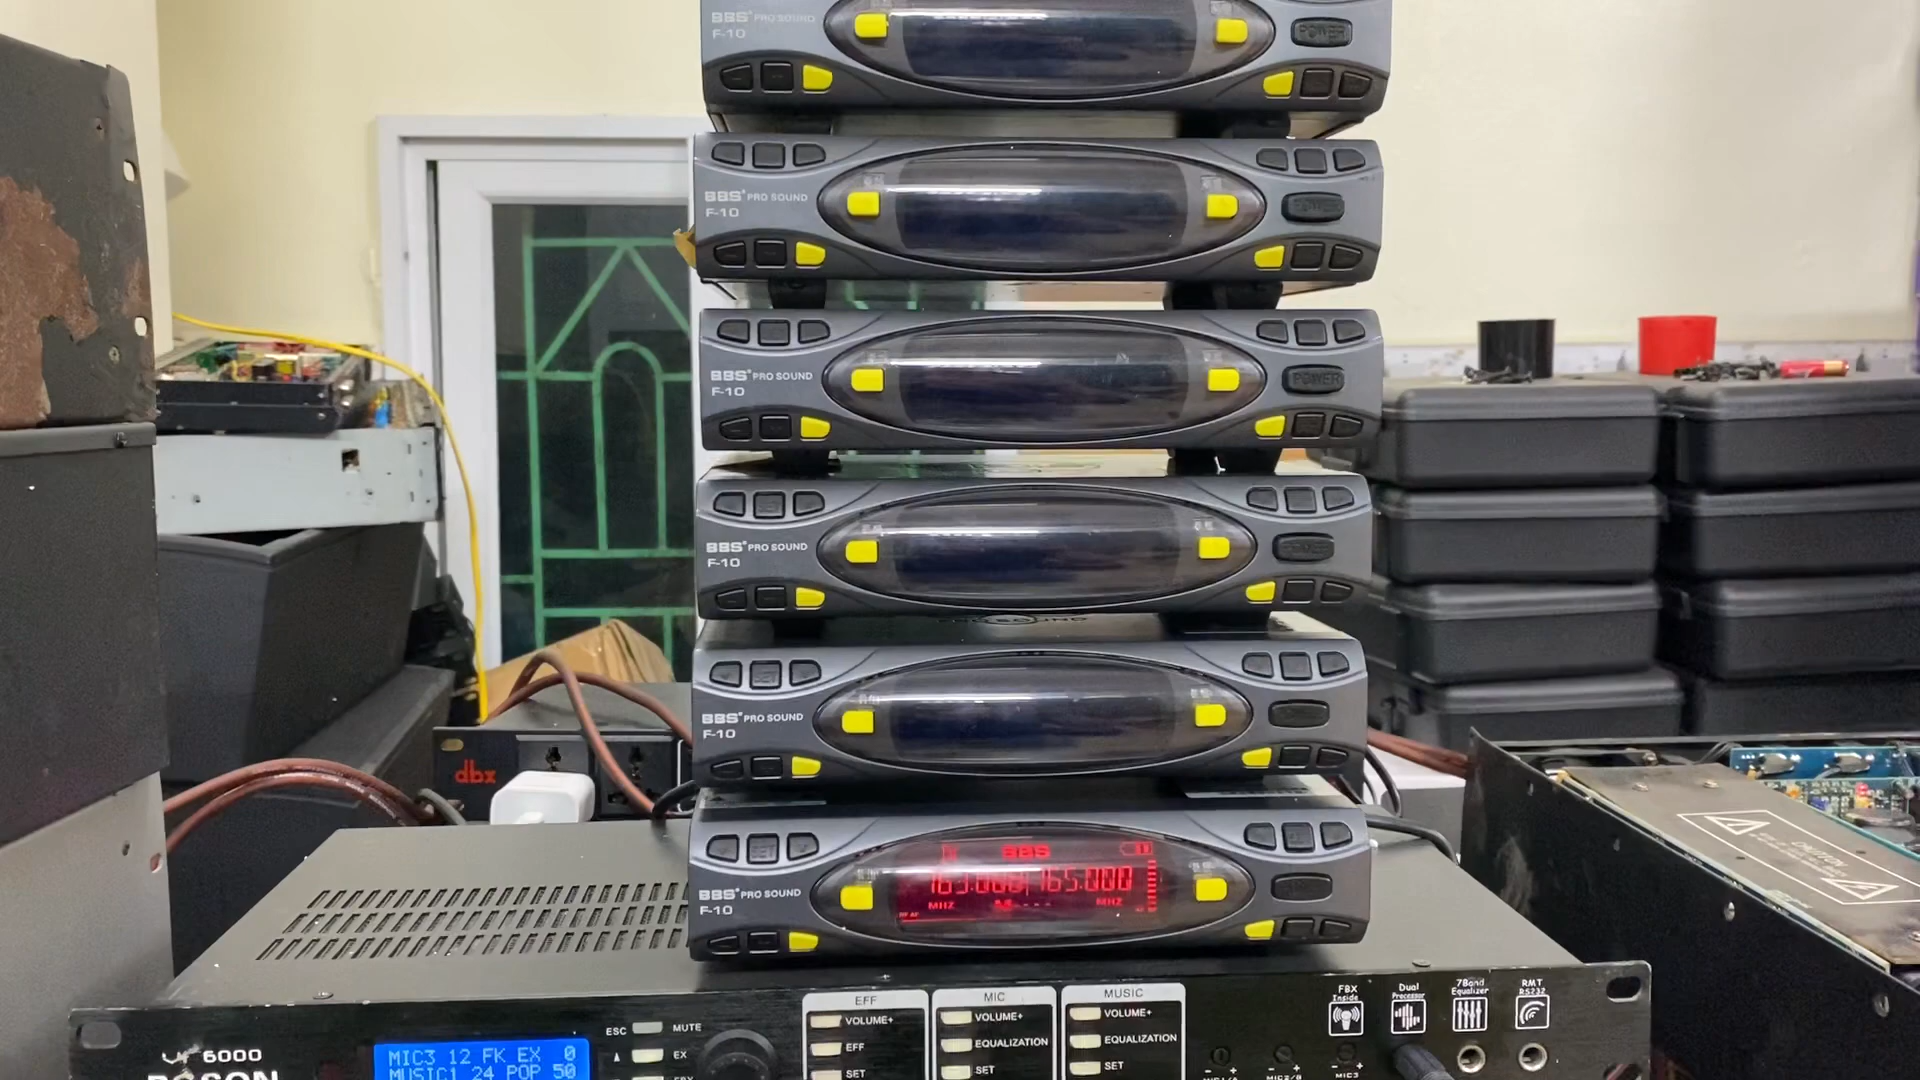 BBS PRO SOUND
F-10
POWER
BBS PRO SOUND
F-10
POWER
BBS PRO SOUND
F-10
POWER
BBS PRO SOUND
F-10
BBS PRO SOUND
F-10
dbx
BBS PRO SOUND
F-10
BBS
165.000
MHZ
MHZ
CAUTION
6000
ESC
MUTE
EX
MIC3 12 FK EX 0
MUSIC1 24 POP 50
EFF
VOLUME+
EFF
SET
MIC
VOLUME+
EQUALIZATION
SET
MUSIC
VOLUME+
EQUALIZATION
SET
FBX
Inside
Dual
Processor
7Band
Equalizer
RMT
RS232
MIC3